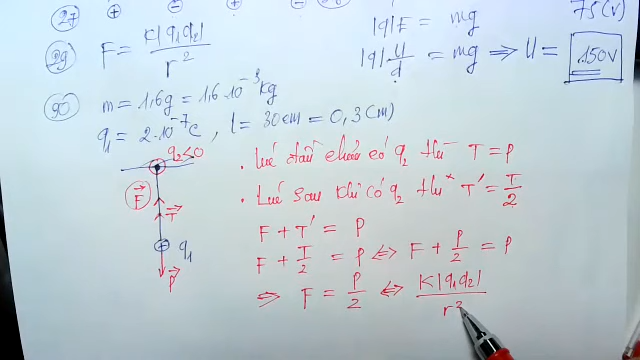 27 + - + -
|q|E = mg
75(V)
29 F = K|q₁q₂| / r²
|q| U/d = mg ⇒ U = 150V
30 m = 1,6g = 1,6.10⁻³kg
q₁ = 2.10⁻⁷C, l = 30cm = 0,3(m)
q₂<0
. Lúc đầu chưa có q₂ thì T = P
. Lúc sau khi có q₂ thì T' = T/2
F
T
F + T' = P
q₁
F + T/2 = P ⇔ F + P/2 = P
P
⇒ F = P/2 ⇔ K|q₁q₂| / r²